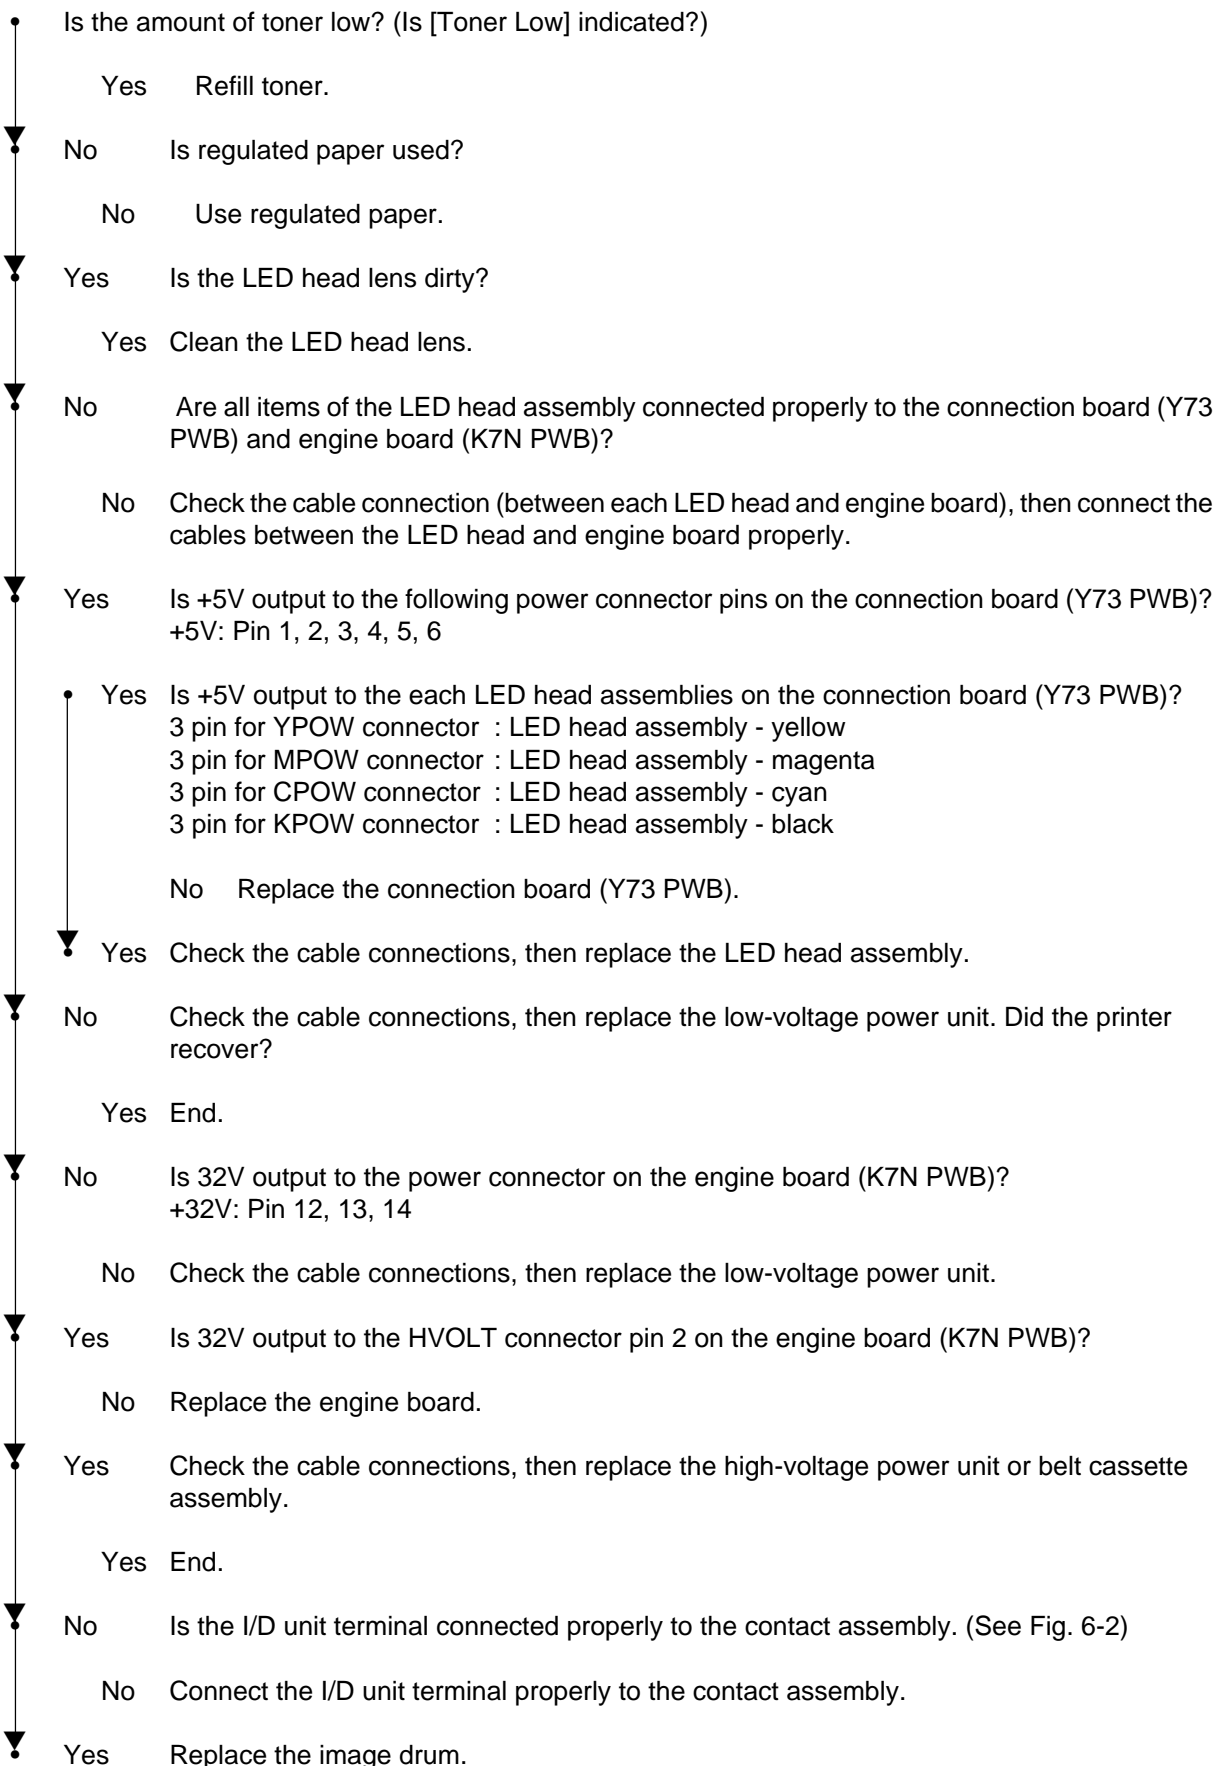 Is the amount of toner low? (Is [Toner Low] indicated?)
Yes Refill toner.
No Is regulated paper used?
No Use regulated paper.
Yes Is the LED head lens dirty?
Yes Clean the LED head lens.
No Are all items of the LED head assembly connected properly to the connection board (Y73
PWB) and engine board (K7N PWB)?
No Check the cable connection (between each LED head and engine board), then connect the
cables between the LED head and engine board properly.
Yes Is +5V output to the following power connector pins on the connection board (Y73 PWB)?
+5V: Pin 1, 2, 3, 4, 5, 6
Yes Is +5V output to the each LED head assemblies on the connection board (Y73 PWB)?
3 pin for YPOW connector : LED head assembly - yellow
3 pin for MPOW connector : LED head assembly - magenta
3 pin for CPOW connector : LED head assembly - cyan
3 pin for KPOW connector : LED head assembly - black
No Replace the connection board (Y73 PWB).
Yes Check the cable connections, then replace the LED head assembly.
No Check the cable connections, then replace the low-voltage power unit. Did the printer
recover?
Yes End.
No Is 32V output to the power connector on the engine board (K7N PWB)?
+32V: Pin 12, 13, 14
No Check the cable connections, then replace the low-voltage power unit.
Yes Is 32V output to the HVOLT connector pin 2 on the engine board (K7N PWB)?
No Replace the engine board.
Yes Check the cable connections, then replace the high-voltage power unit or belt cassette
assembly.
Yes End.
No Is the I/D unit terminal connected properly to the contact assembly. (See Fig. 6-2)
No Connect the I/D unit terminal properly to the contact assembly.
Yes Replace the image drum.